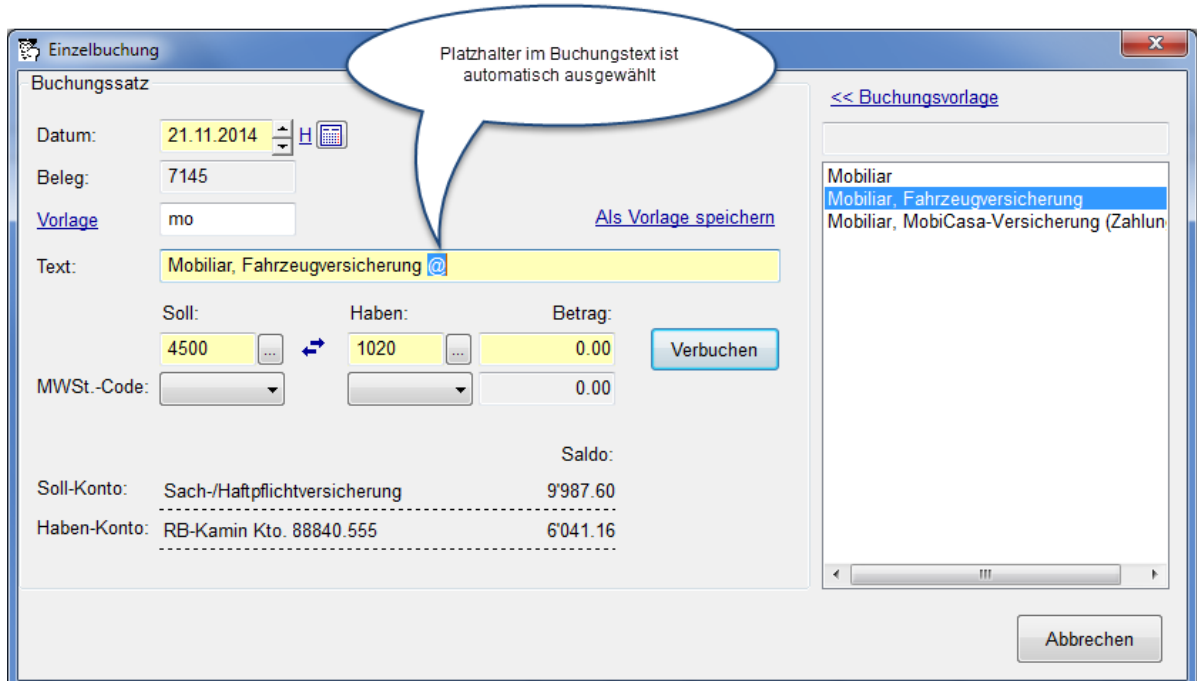 Einzelbuchung
Platzhalter im Buchungstext ist
automatisch ausgewählt
x
Buchungssatz
<< Buchungsvorlage
Datum: 21.11.2014 H
Beleg: 7145
Vorlage mo Als Vorlage speichern
Text: Mobiliar, Fahrzeugversicherung @
Soll: Haben: Betrag:
4500 ... 1020 ... 0.00 Verbuchen
MWSt.-Code: 0.00
Saldo:
Soll-Konto: Sach-/Haftpflichtversicherung 9'987.60
Haben-Konto: RB-Kamin Kto. 88840.555 6'041.16
Mobiliar
Mobiliar, Fahrzeugversicherung
Mobiliar, MobiCasa-Versicherung (Zahlun
Abbrechen